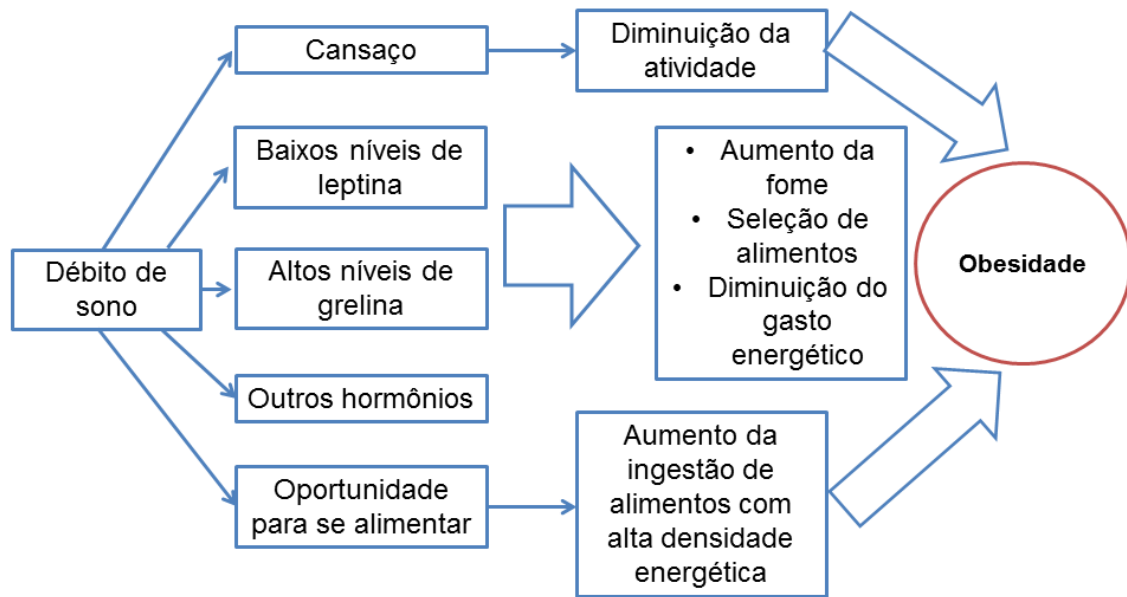 Cansaço
Diminuição da
atividade
Baixos níveis de
leptina
• Aumento da
fome
• Seleção de
alimentos
• Diminuição do
gasto
energético
Obesidade
Débito de
sono
Altos níveis de
grelina
Outros hormônios
Oportunidade
para se alimentar
Aumento da
ingestão de
alimentos com
alta densidade
energética